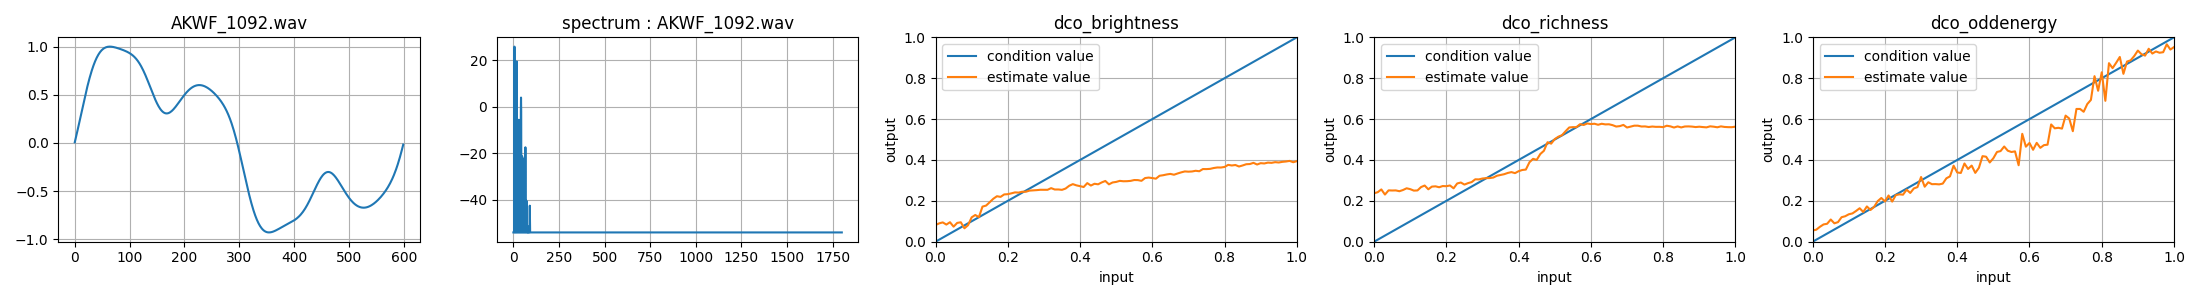 AKWF_1092.wav
1.0
0.5
0.0
−0.5
−1.0
0 100 200 300 400 500 600
spectrum : AKWF_1092.wav
20
0
−20
−40
0 250 500 750 1000 1250 1500 1750
dco_brightness
condition value
estimate value
output
1.0
0.8
0.6
0.4
0.2
0.0
0.0 0.2 0.4 0.6 0.8 1.0
input
dco_richness
condition value
estimate value
output
1.0
0.8
0.6
0.4
0.2
0.0
0.0 0.2 0.4 0.6 0.8 1.0
input
dco_oddenergy
condition value
estimate value
output
1.0
0.8
0.6
0.4
0.2
0.0
0.0 0.2 0.4 0.6 0.8 1.0
input